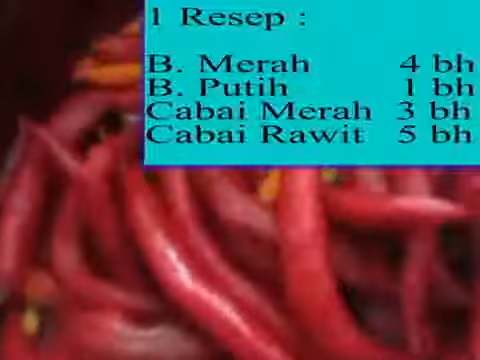 1 Resep :
B. Merah 4 bh
B. Putih 1 bh
Cabai Merah 3 bh
Cabai Rawit 5 bh